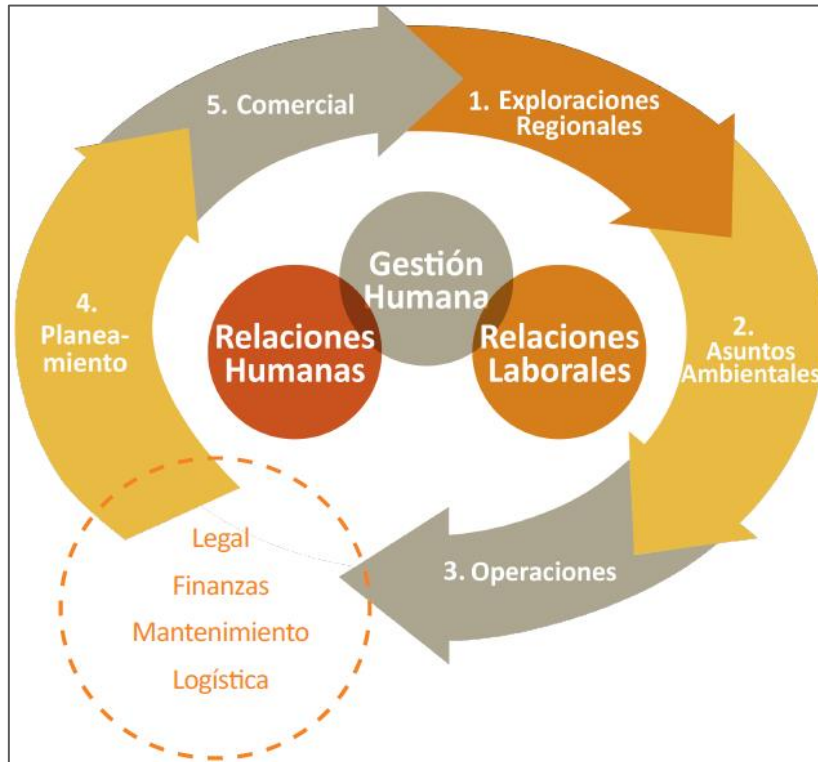 5. Comercial
1. Exploraciones
Regionales
Gestión
Humana
Relaciones
Humanas
Relaciones
Laborales
4.
Planea-
miento
2.
Asuntos
Ambientales
3. Operaciones
Legal
Finanzas
Mantenimiento
Logística